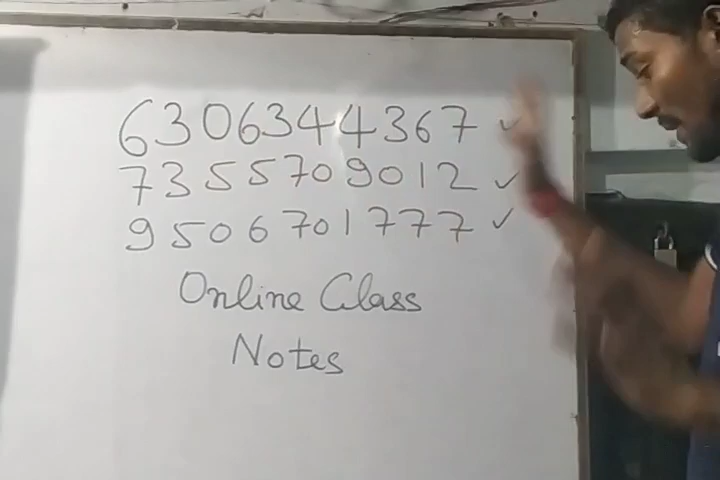 6306344367 ✓
7355709012 ✓
9506701777 ✓
Online Class
Notes